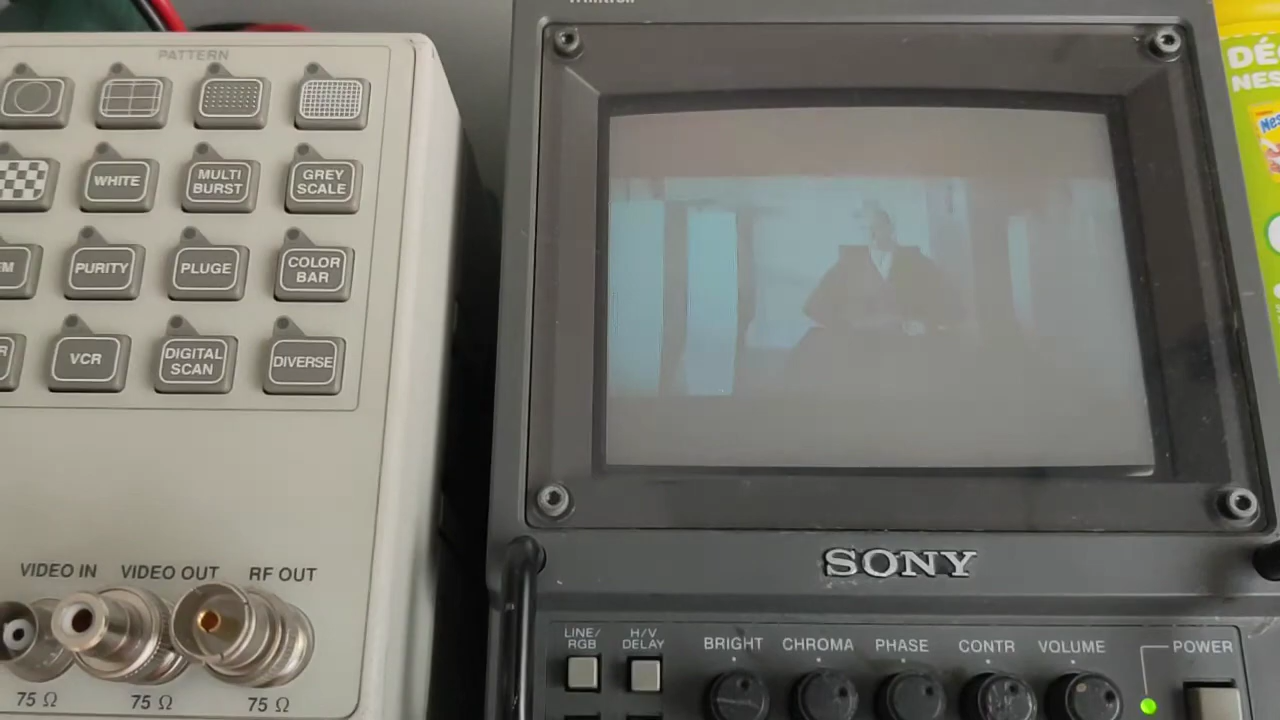 PATTERN
WHITE
MULTI
BURST
GREY
SCALE
PURITY
PLUGE
COLOR
BAR
VCR
DIGITAL
SCAN
DIVERSE
VIDEO IN
VIDEO OUT
RF OUT
75 Ω
75 Ω
75 Ω
SONY
LINE/
RGB
H/V
DELAY
BRIGHT
CHROMA
PHASE
CONTR
VOLUME
POWER